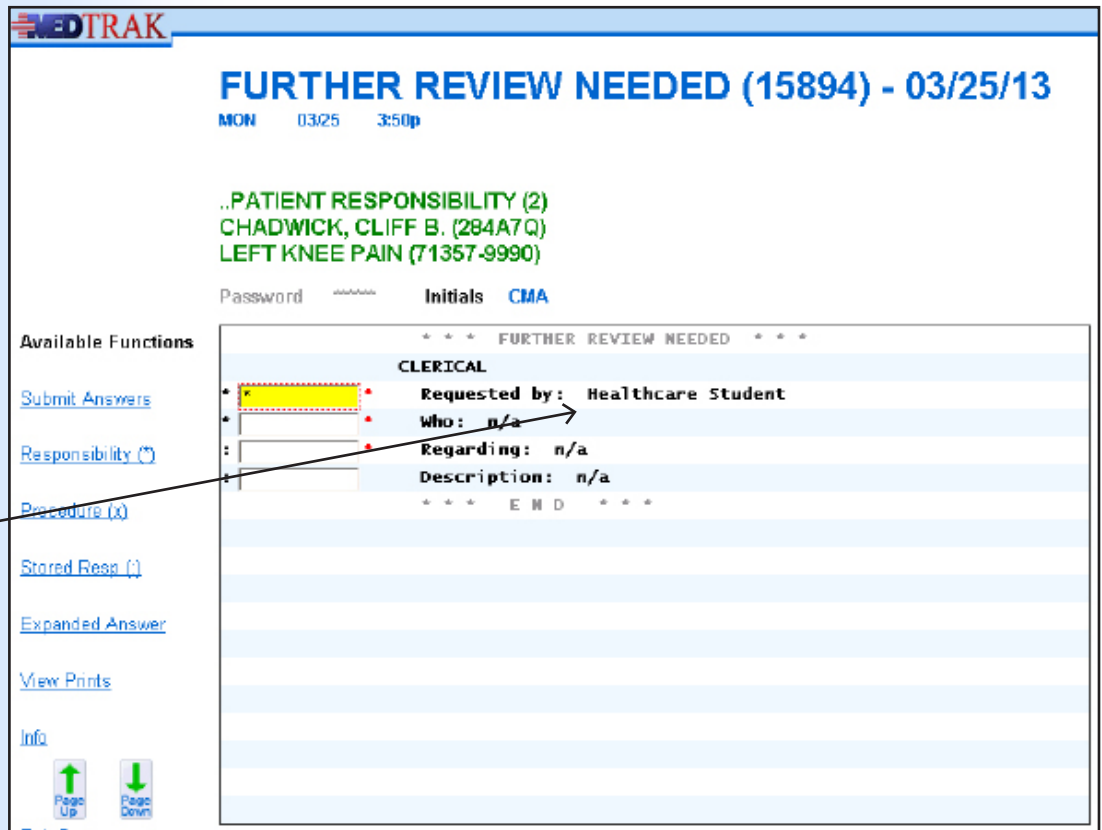 MEDTRAK
FURTHER REVIEW NEEDED (15894) - 03/25/13
MON 03/25 3:50p
..PATIENT RESPONSIBILITY (2)
CHADWICK, CLIFF B. (284A7Q)
LEFT KNEE PAIN (71357-9990)
Password ****** Initials CMA
Available Functions
* * * FURTHER REVIEW NEEDED * * *
CLERICAL
Submit Answers
* * * Requested by: Healthcare Student
* * Who: n/a
Responsibility (*)
: * Regarding: n/a
: Description: n/a
Procedure (x)
* * * E N D * * *
Stored Resp (:)
Expanded Answer
View Prints
Info
Page Up
Page Down